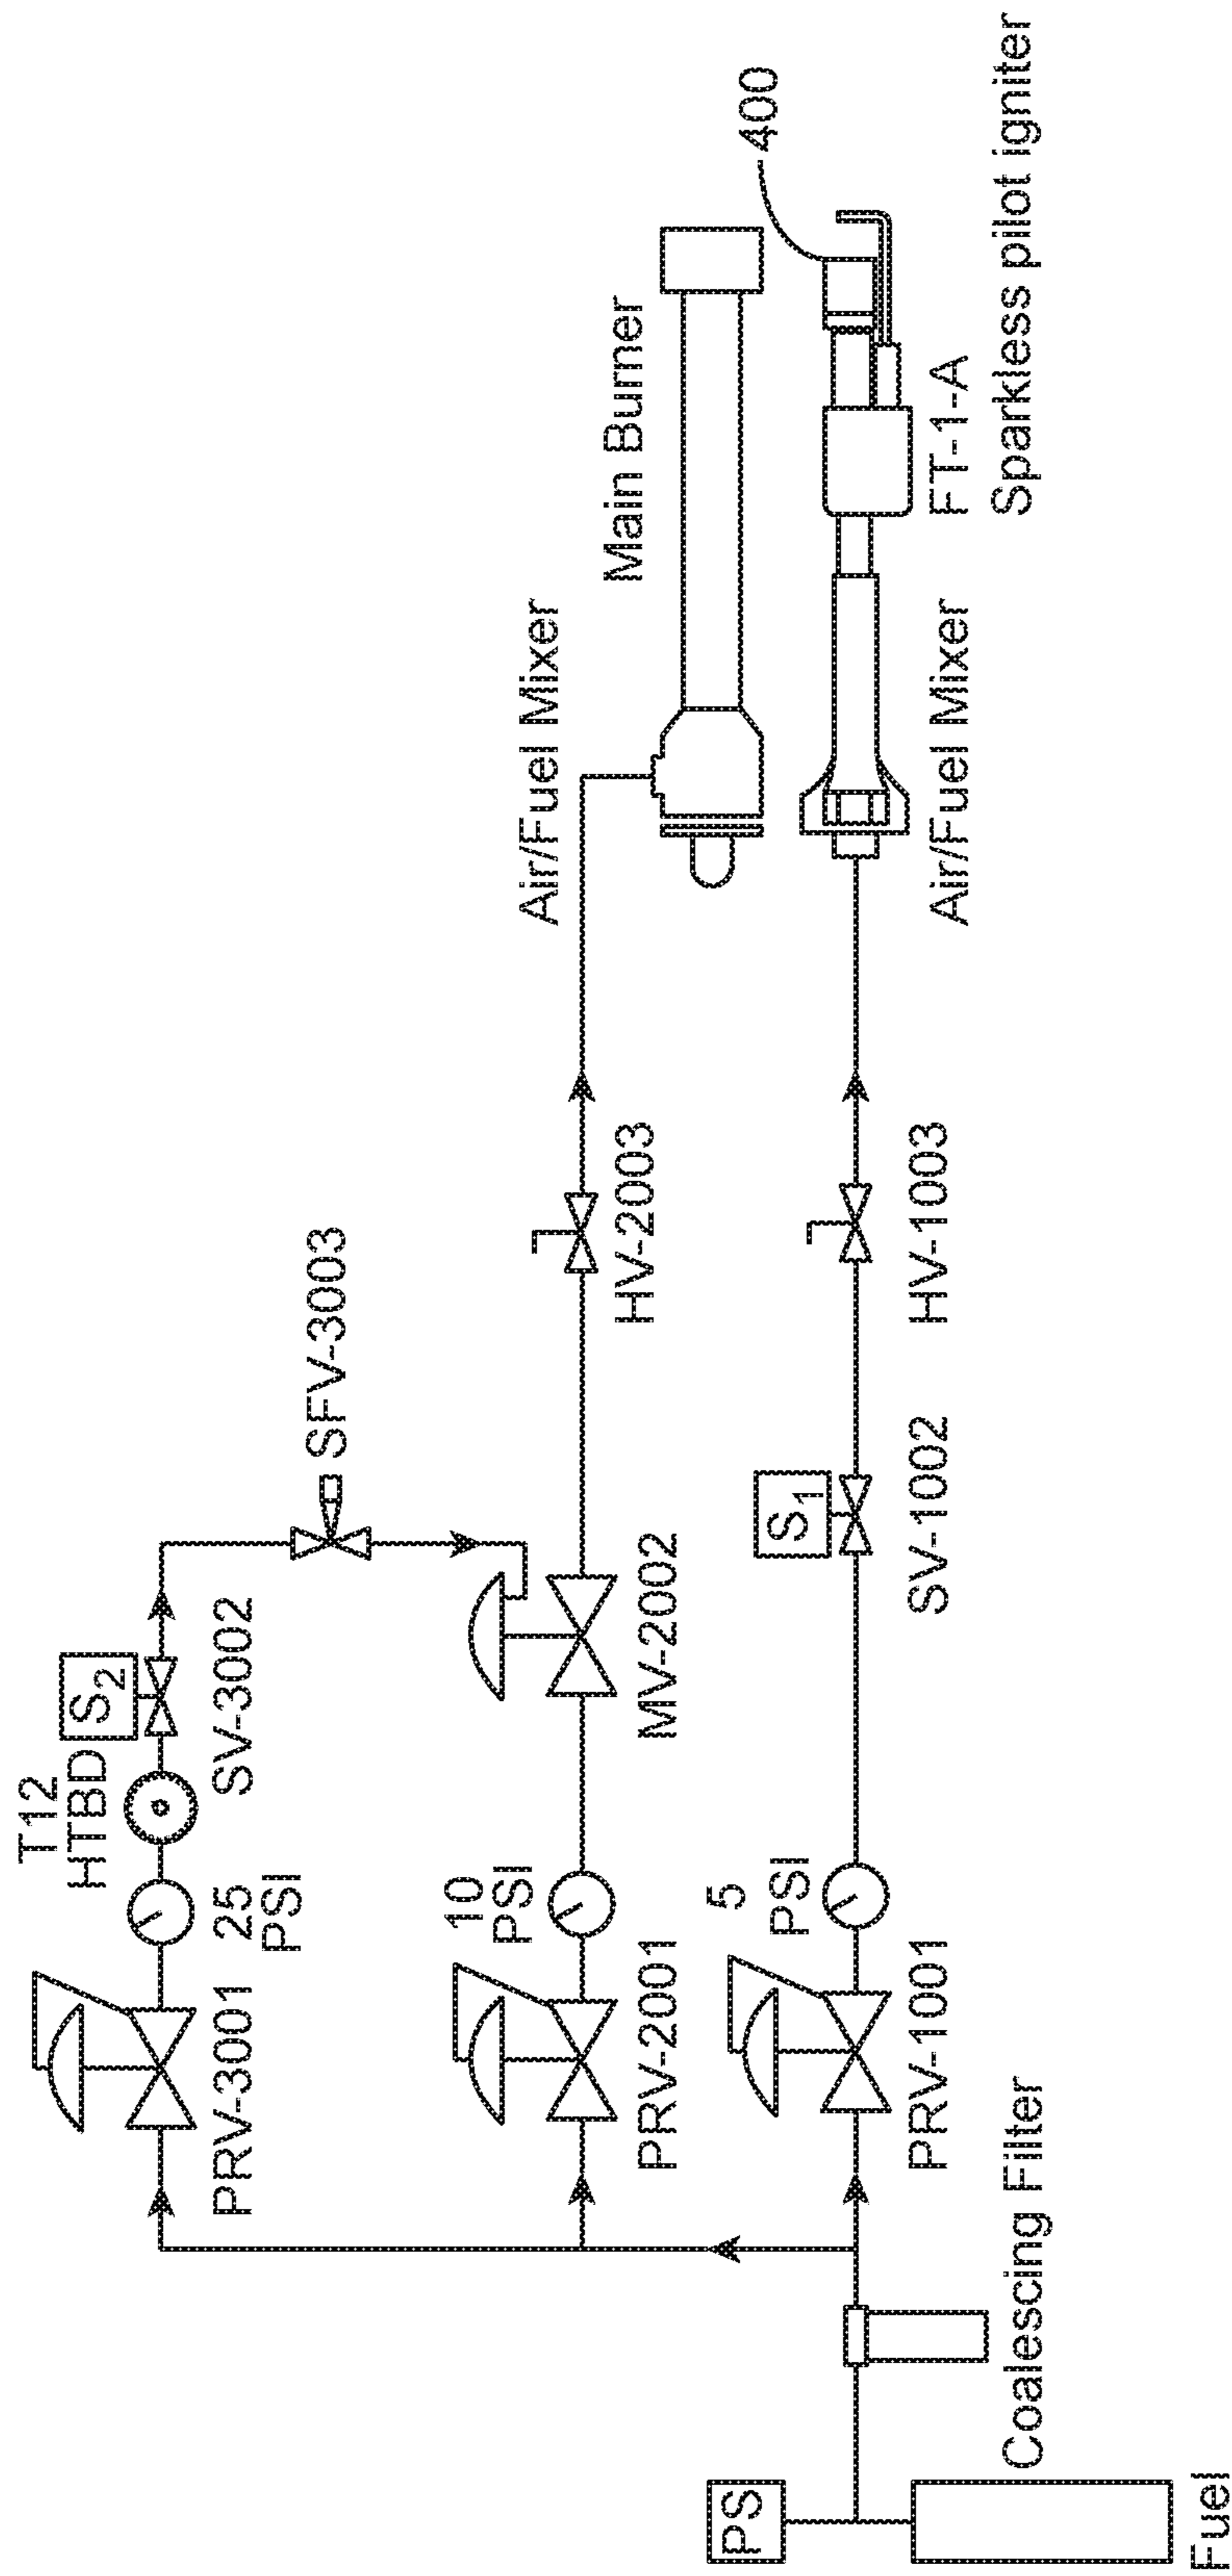 T12
HTBD
S2
SV-3002
PRV-3001
25
PSI
SFV-3003
10
PSI
PRV-2001
MV-2002
HV-2003
Air/Fuel Mixer
Main Burner
400
5
PSI
PRV-1001
S1
SV-1002
HV-1003
Air/Fuel Mixer
FT-1-A
Sparkless pilot igniter
PS
Coalescing Filter
Fuel